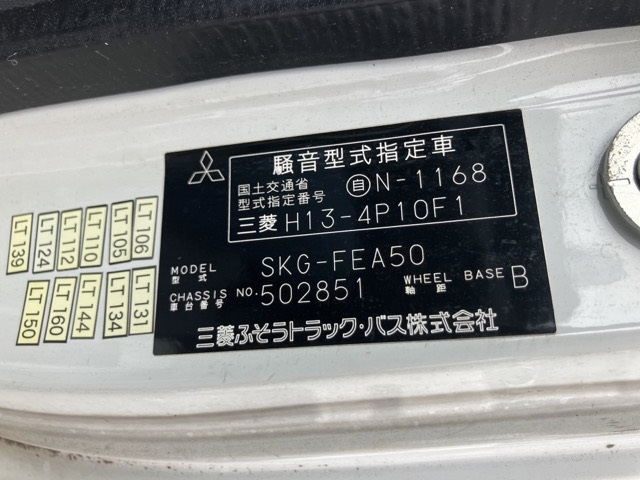 騒音型式指定車
国土交通省
型式指定番号 自N-1168
三菱 H13-4P10F1
MODEL
型式 SKG-FEA50
CHASSIS NO.
車台番号 502851
WHEEL BASE
軸距 B
三菱ふそうトラック・バス株式会社
LT 139
LT 124
LT 112
LT 110
LT 105
LT 106
LT 150
LT 160
LT 144
LT 134
LT 131